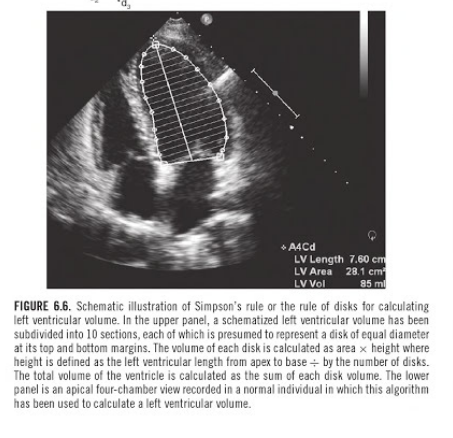 d3
A4Cd
LV Length 7.60 cm
LV Area 28.1 cm²
LV Vol 85 ml
FIGURE 6.6. Schematic illustration of Simpson's rule or the rule of disks for calculating
left ventricular volume. In the upper panel, a schematized left ventricular volume has been
subdivided into 10 sections, each of which is presumed to represent a disk of equal diameter
at its top and bottom margins. The volume of each disk is calculated as area × height where
height is defined as the left ventricular length from apex to base ÷ by the number of disks.
The total volume of the ventricle is calculated as the sum of each disk volume. The lower
panel is an apical four-chamber view recorded in a normal individual in which this algorithm
has been used to calculate a left ventricular volume.